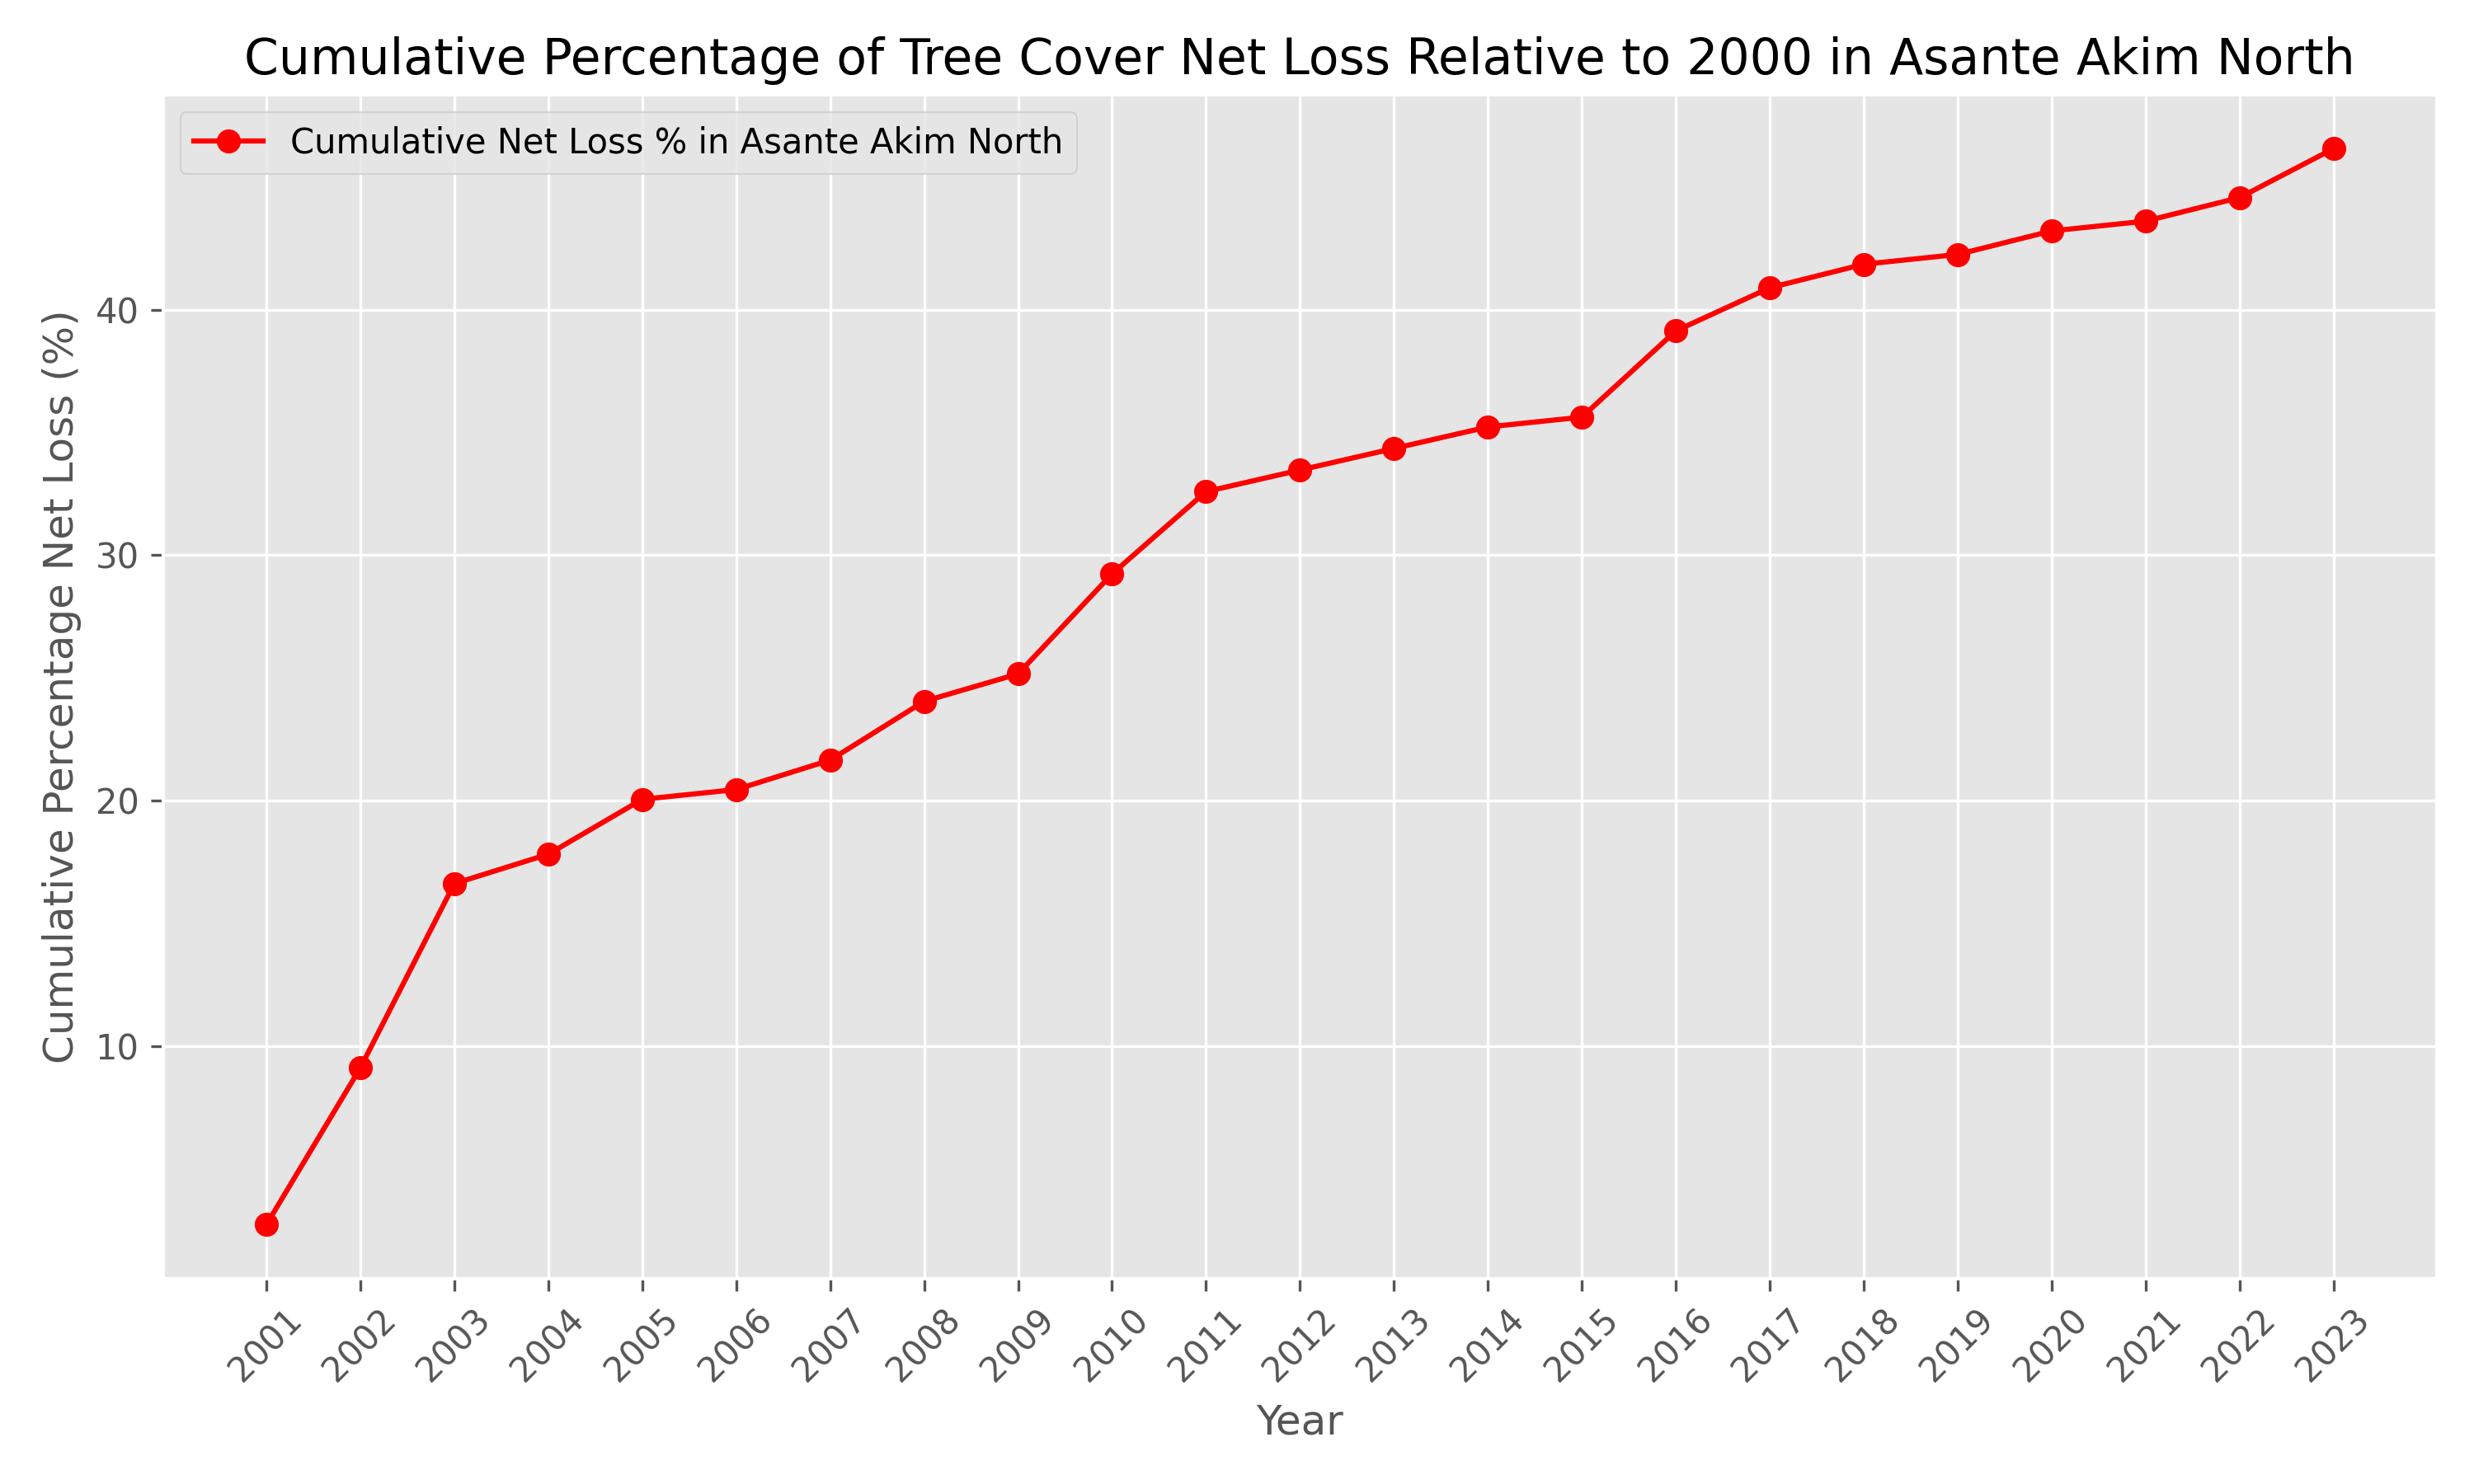 Cumulative Percentage of Tree Cover Net Loss Relative to 2000 in Asante Akim North
Cumulative Net Loss % in Asante Akim North
Cumulative Percentage Net Loss (%)
40
30
20
10
2001 2002 2003 2004 2005 2006 2007 2008 2009 2010 2011 2012 2013 2014 2015 2016 2017 2018 2019 2020 2021 2022 2023
Year